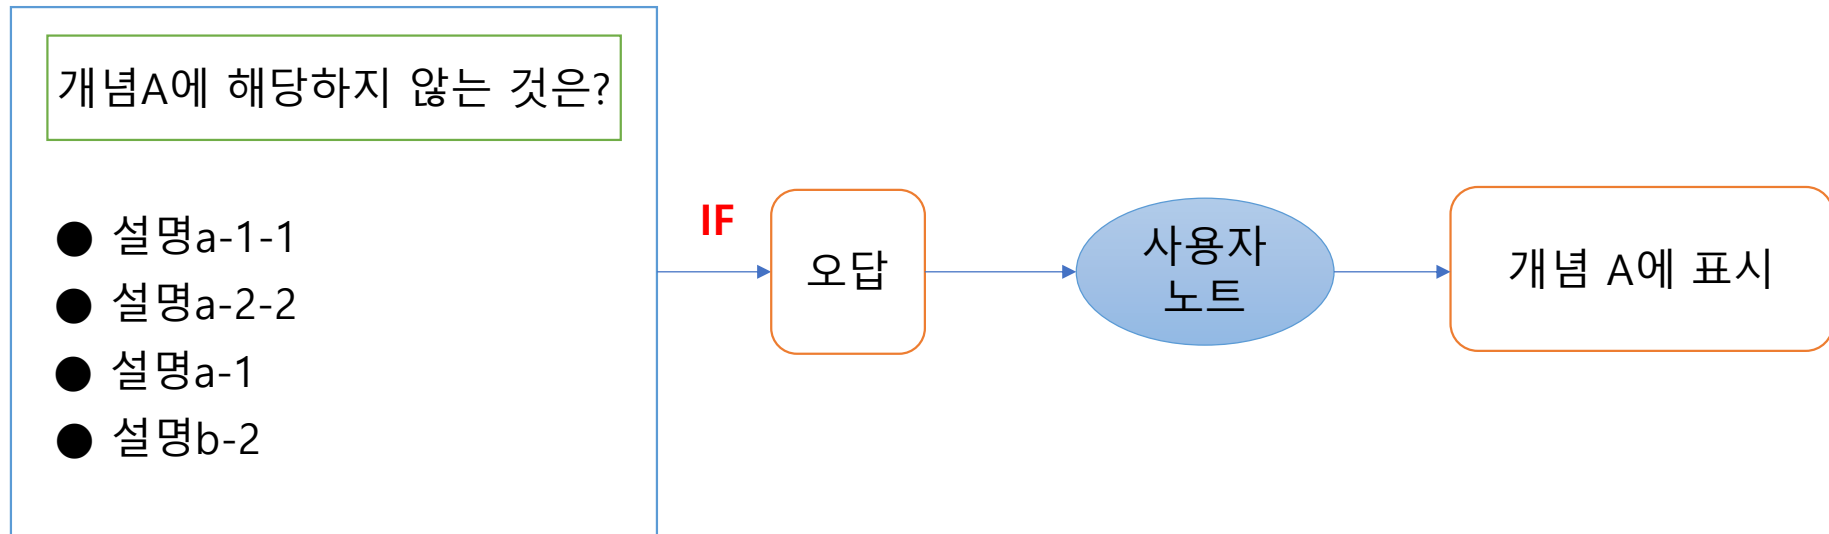 개념A에 해당하지 않는 것은?
● 설명a-1-1
● 설명a-2-2
● 설명a-1
● 설명b-2
IF
오답
사용자
노트
개념 A에 표시